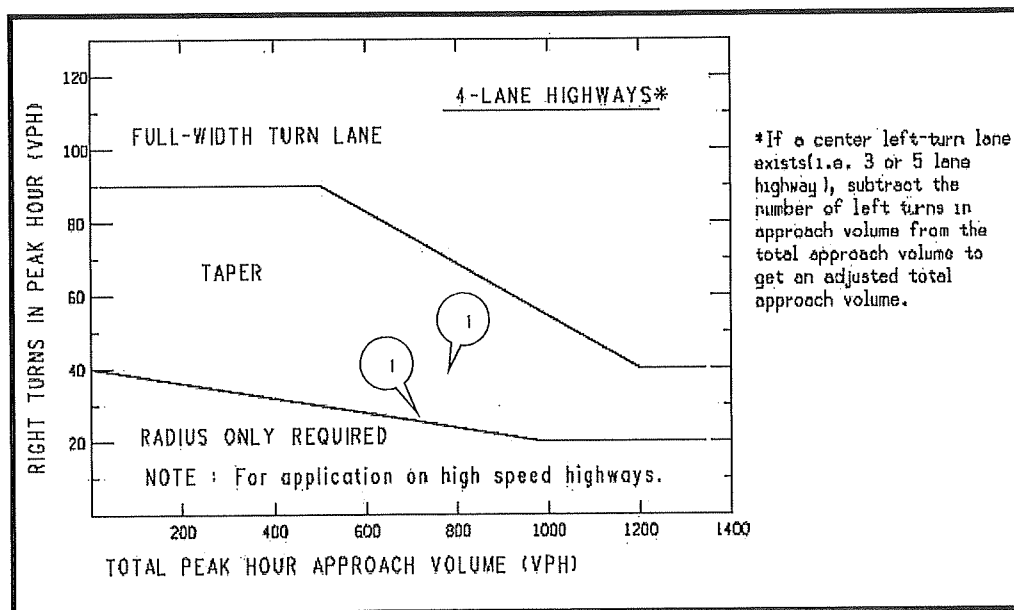 RIGHT TURNS IN PEAK HOUR (VPH)
120
100
80
60
40
20
4-LANE HIGHWAYS*
FULL-WIDTH TURN LANE
TAPER
1
1
RADIUS ONLY REQUIRED
NOTE : For application on high speed highways.
200
400
600
800
1000
1200
1400
TOTAL PEAK HOUR APPROACH VOLUME (VPH)
*If a center left-turn lane
exists(i.e. 3 or 5 lane
highway), subtract the
number of left turns in
approach volume from the
total approach volume to
get an adjusted total
approach volume.